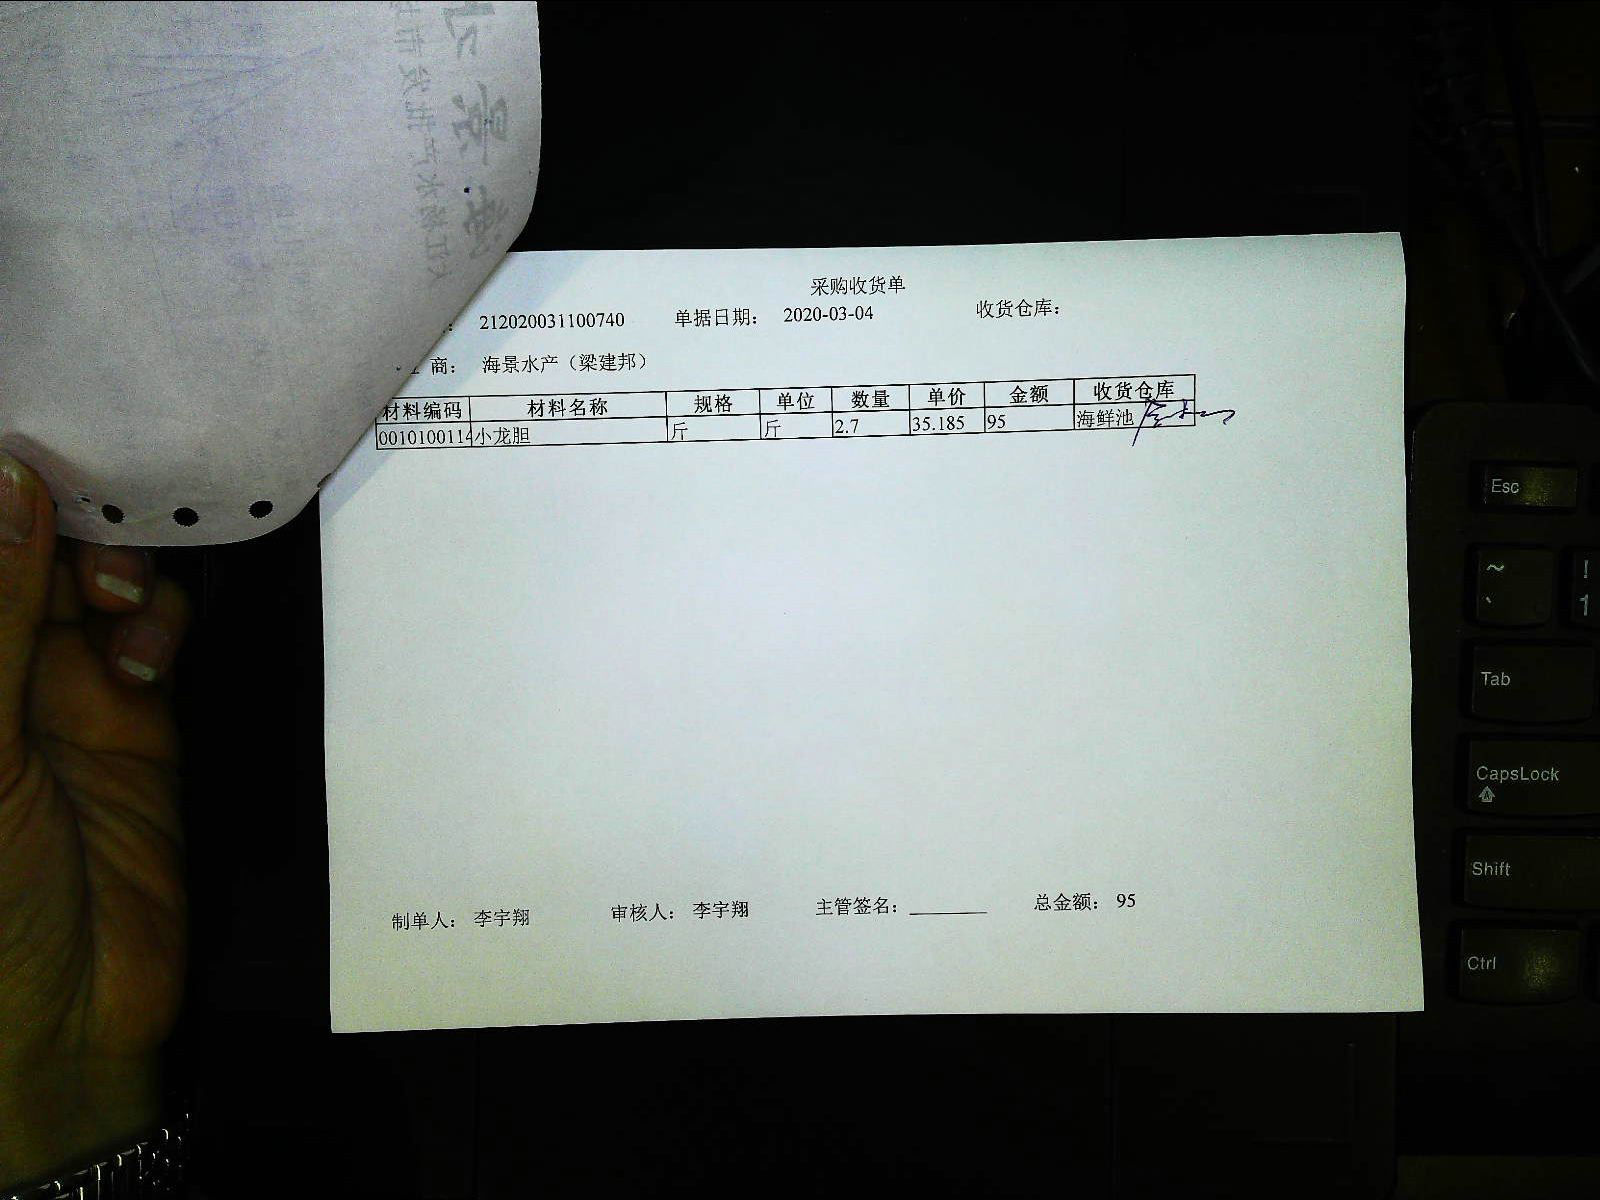 采购收货单
212020031100740 单据日期： 2020-03-04 收货仓库：
商： 海景水产（梁建邦）
材料编码 材料名称 规格 单位 数量 单价 金额 收货仓库
0010100114 小龙胆 斤 斤 2.7 35.185 95 海鲜池
制单人： 李宇翔 审核人： 李宇翔 主管签名： 总金额： 95
Esc
~ !
` 1
Tab
CapsLock
Shift
Ctrl